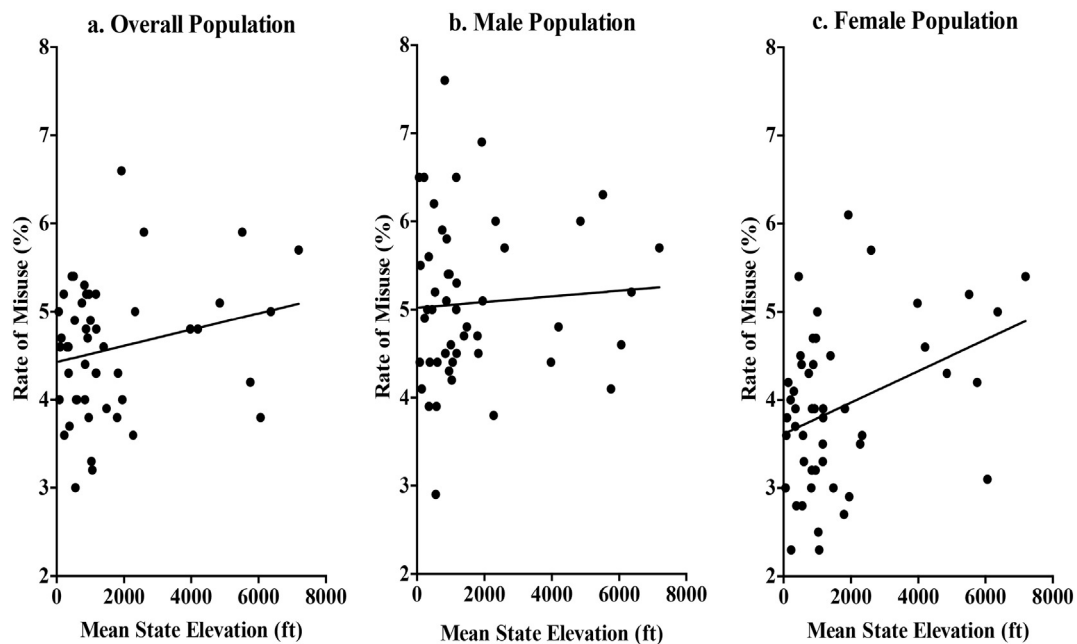 a. Overall Population
8
7
6
5
4
3
2
Rate of Misuse (%)
0 2000 4000 6000 8000
Mean State Elevation (ft)
b. Male Population
8
7
6
5
4
3
2
Rate of Misuse (%)
0 2000 4000 6000 8000
Mean State Elevation (ft)
c. Female Population
8
7
6
5
4
3
2
Rate of Misuse (%)
0 2000 4000 6000 8000
Mean State Elevation (ft)